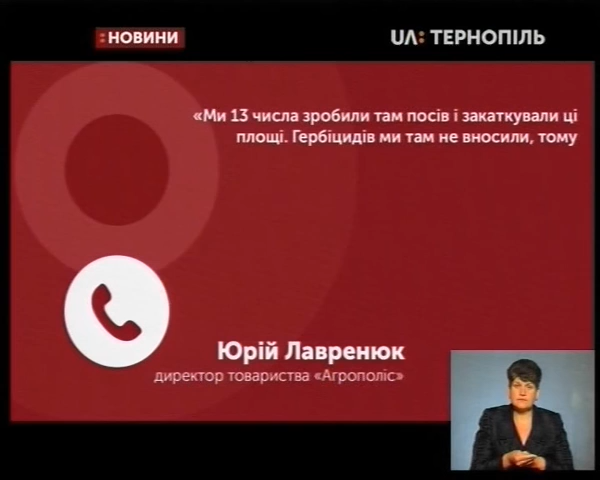 :НОВИНИ
UA: ТЕРНОПІЛЬ
«Ми 13 числа зробили там посів і закаткували ці
площі. Гербіцидів ми там не вносили, тому
Юрій Лавренюк
директор товариства «Агрополіс»